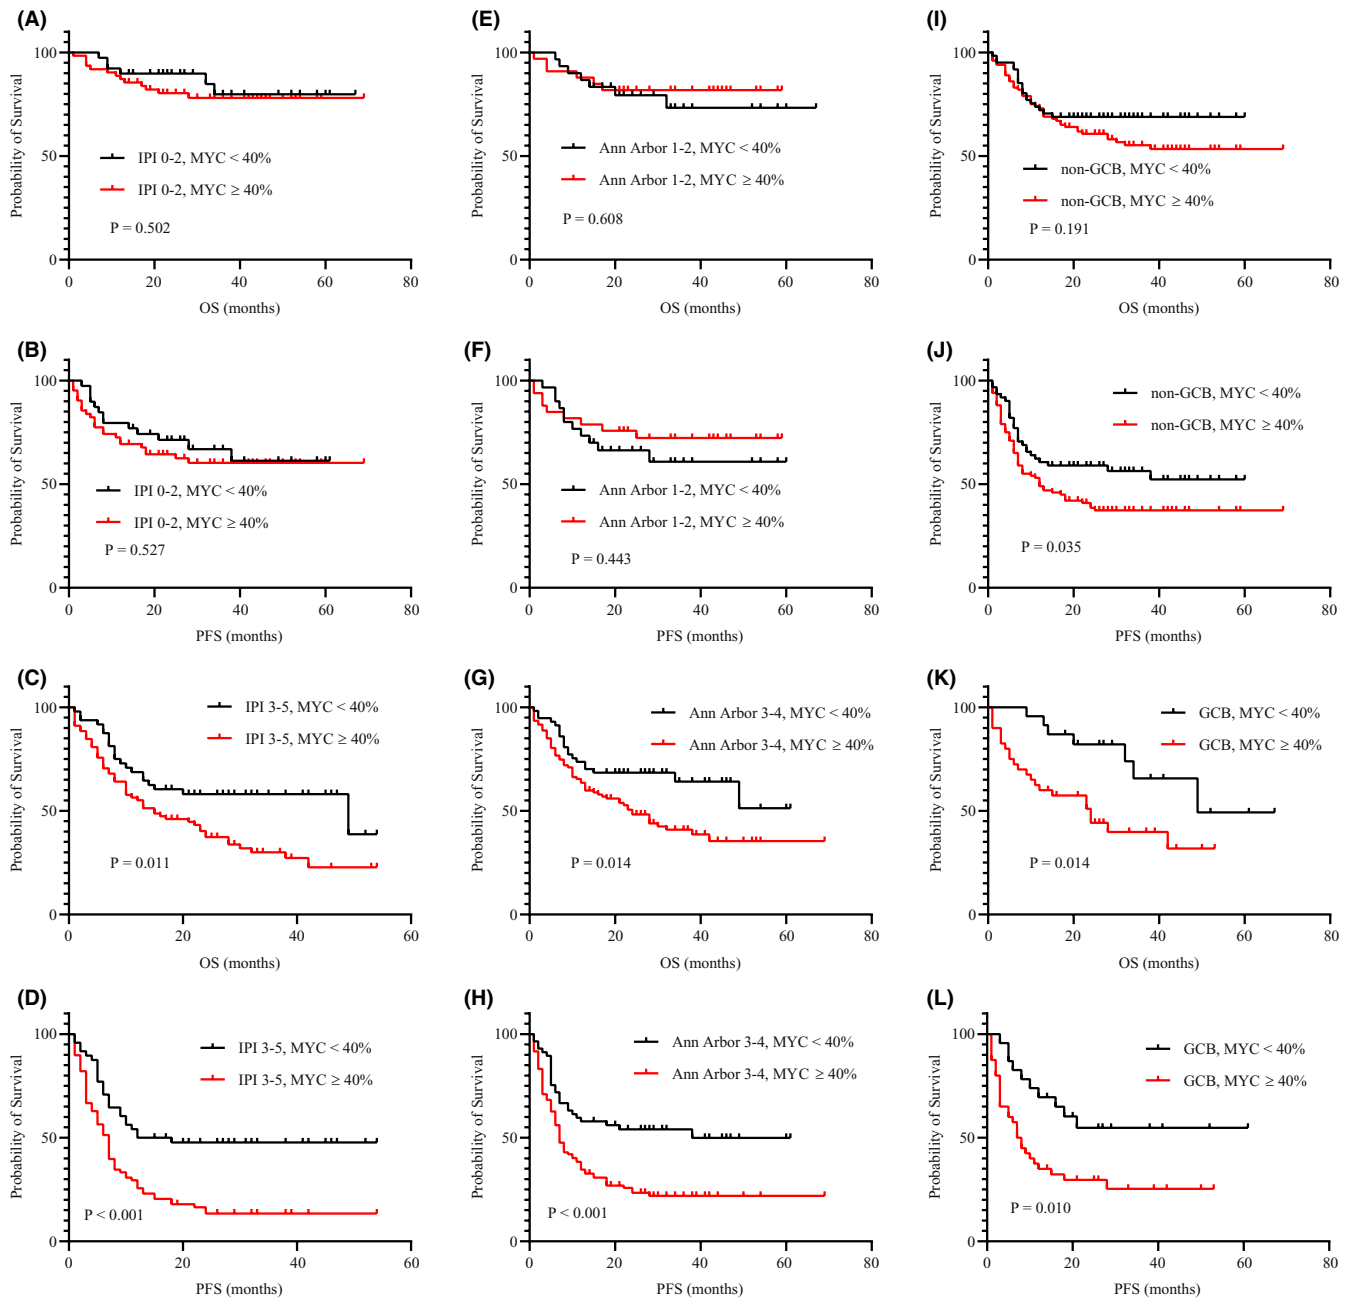 (A)
Probability of Survival
100
50
0
IPI 0-2, MYC < 40%
IPI 0-2, MYC ≥ 40%
P = 0.502
0 20 40 60 80
OS (months)
(E)
Probability of Survival
100
50
0
Ann Arbor 1-2, MYC < 40%
Ann Arbor 1-2, MYC ≥ 40%
P = 0.608
0 20 40 60 80
OS (months)
(I)
Probability of Survival
100
50
0
non-GCB, MYC < 40%
non-GCB, MYC ≥ 40%
P = 0.191
0 20 40 60 80
OS (months)
(B)
Probability of Survival
100
50
0
IPI 0-2, MYC < 40%
IPI 0-2, MYC ≥ 40%
P = 0.527
0 20 40 60 80
PFS (months)
(F)
Probability of Survival
100
50
0
Ann Arbor 1-2, MYC < 40%
Ann Arbor 1-2, MYC ≥ 40%
P = 0.443
0 20 40 60 80
PFS (months)
(J)
Probability of Survival
100
50
0
non-GCB, MYC < 40%
non-GCB, MYC ≥ 40%
P = 0.035
0 20 40 60 80
PFS (months)
(C)
Probability of Survival
100
50
0
IPI 3-5, MYC < 40%
IPI 3-5, MYC ≥ 40%
P = 0.011
0 20 40 60
OS (months)
(G)
Probability of Survival
100
50
0
Ann Arbor 3-4, MYC < 40%
Ann Arbor 3-4, MYC ≥ 40%
P = 0.014
0 20 40 60 80
OS (months)
(K)
Probability of Survival
100
50
0
GCB, MYC < 40%
GCB, MYC ≥ 40%
P = 0.014
0 20 40 60 80
OS (months)
(D)
Probability of Survival
100
50
0
IPI 3-5, MYC < 40%
IPI 3-5, MYC ≥ 40%
P < 0.001
0 20 40 60
PFS (months)
(H)
Probability of Survival
100
50
0
Ann Arbor 3-4, MYC < 40%
Ann Arbor 3-4, MYC ≥ 40%
P < 0.001
0 20 40 60 80
PFS (months)
(L)
Probability of Survival
100
50
0
GCB, MYC < 40%
GCB, MYC ≥ 40%
P = 0.010
0 20 40 60 80
PFS (months)